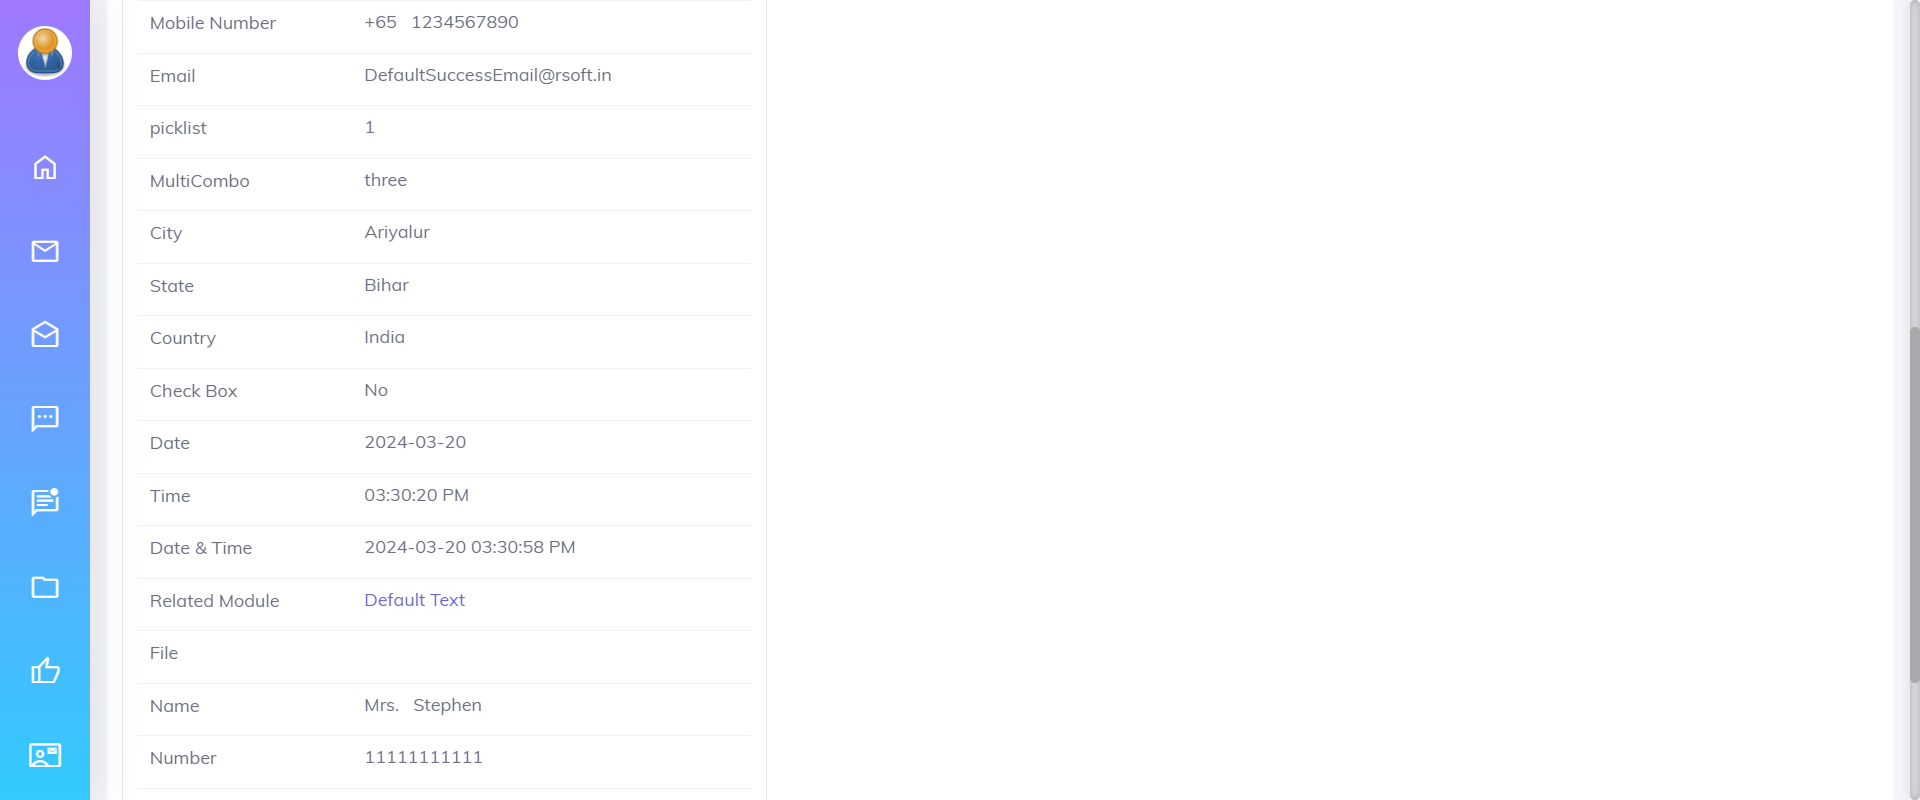 Mobile Number +65 1234567890
Email DefaultSuccessEmail@rsoft.in
picklist 1
MultiCombo three
City Ariyalur
State Bihar
Country India
Check Box No
Date 2024-03-20
Time 03:30:20 PM
Date & Time 2024-03-20 03:30:58 PM
Related Module Default Text
File
Name Mrs. Stephen
Number 11111111111